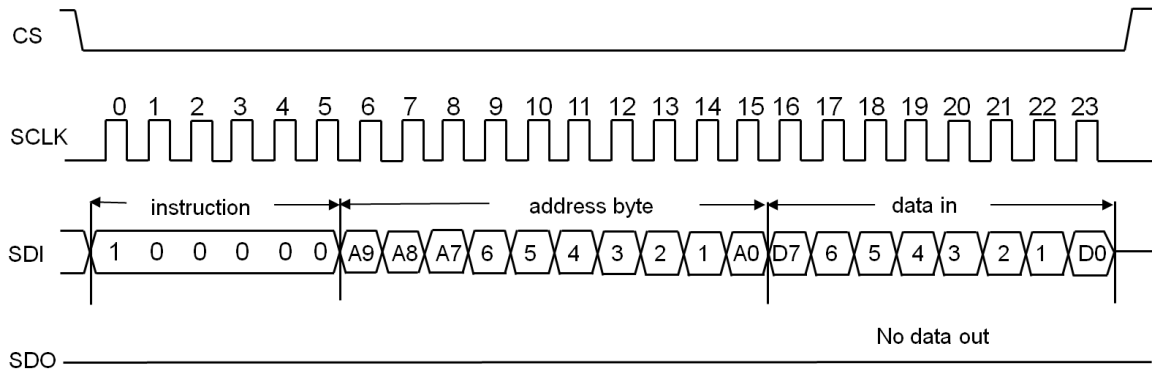 CS
0 1 2 3 4 5 6 7 8 9 10 11 12 13 14 15 16 17 18 19 20 21 22 23
SCLK
instruction address byte data in
SDI 1 0 0 0 0 0 A9 A8 A7 6 5 4 3 2 1 A0 D7 6 5 4 3 2 1 D0
No data out
SDO